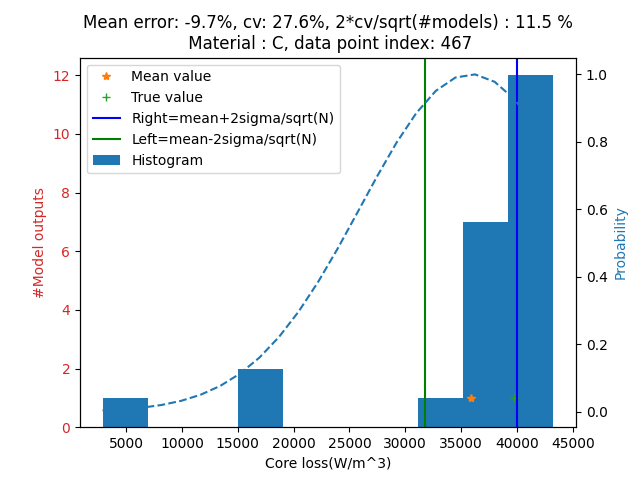 Mean error: -9.7%, cv: 27.6%, 2*cv/sqrt(#models) : 11.5 %
Material : C, data point index: 467
Mean value
True value
Right=mean+2sigma/sqrt(N)
Left=mean-2sigma/sqrt(N)
Histogram
#Model outputs
12
10
8
6
4
2
0
1.0
0.8
0.6
0.4
0.2
0.0
Probability
5000 10000 15000 20000 25000 30000 35000 40000 45000
Core loss(W/m^3)